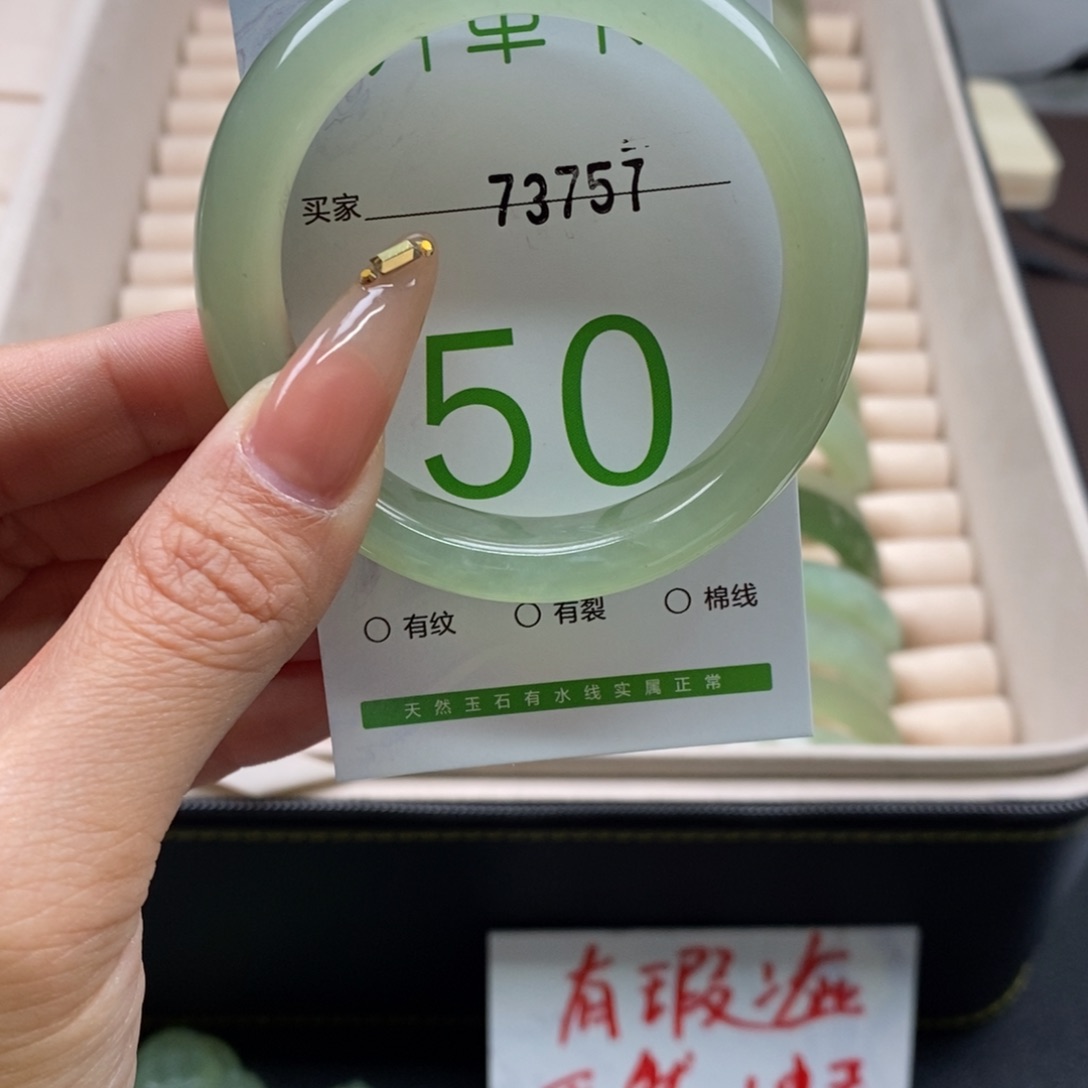 买家 73757
50
○ 有纹 ○ 有裂 ○ 棉线
天然玉石有水线实属正常
有瑕疵